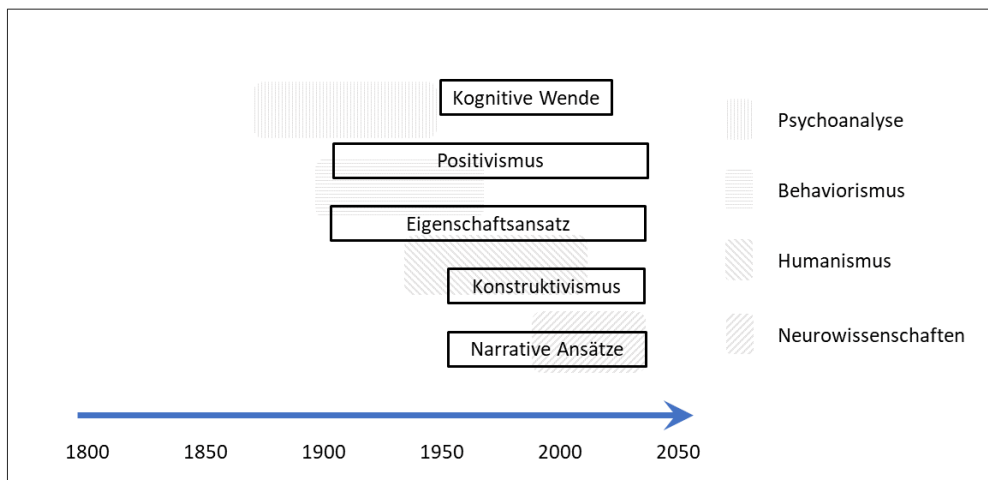 Kognitive Wende
Positivismus
Eigenschaftsansatz
Konstruktivismus
Narrative Ansätze
Psychoanalyse
Behaviorismus
Humanismus
Neurowissenschaften
1800 1850 1900 1950 2000 2050